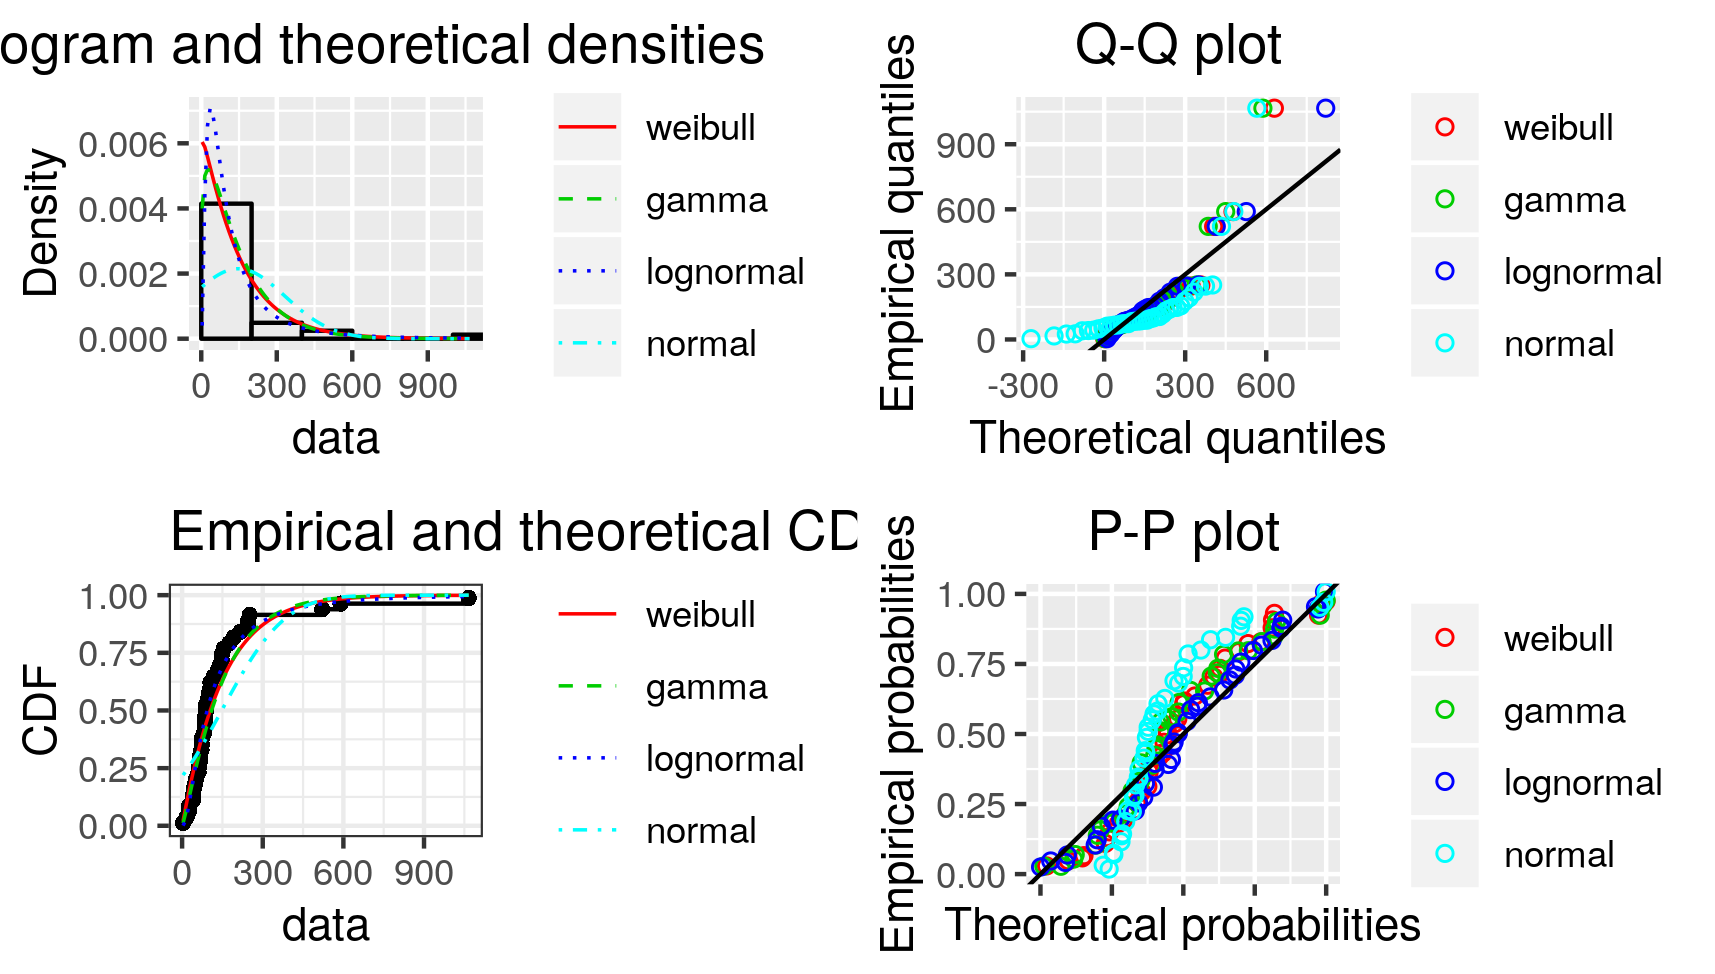 ogram and theoretical densities
Density
0.006
0.004
0.002
0.000
0 300 600 900
data
weibull
gamma
lognormal
normal
Q-Q plot
Empirical quantiles
900
600
300
0
-300 0 300 600
Theoretical quantiles
weibull
gamma
lognormal
normal
Empirical and theoretical CD
CDF
1.00
0.75
0.50
0.25
0.00
0 300 600 900
data
weibull
gamma
lognormal
normal
P-P plot
Empirical probabilities
1.00
0.75
0.50
0.25
0.00
Theoretical probabilities
weibull
gamma
lognormal
normal